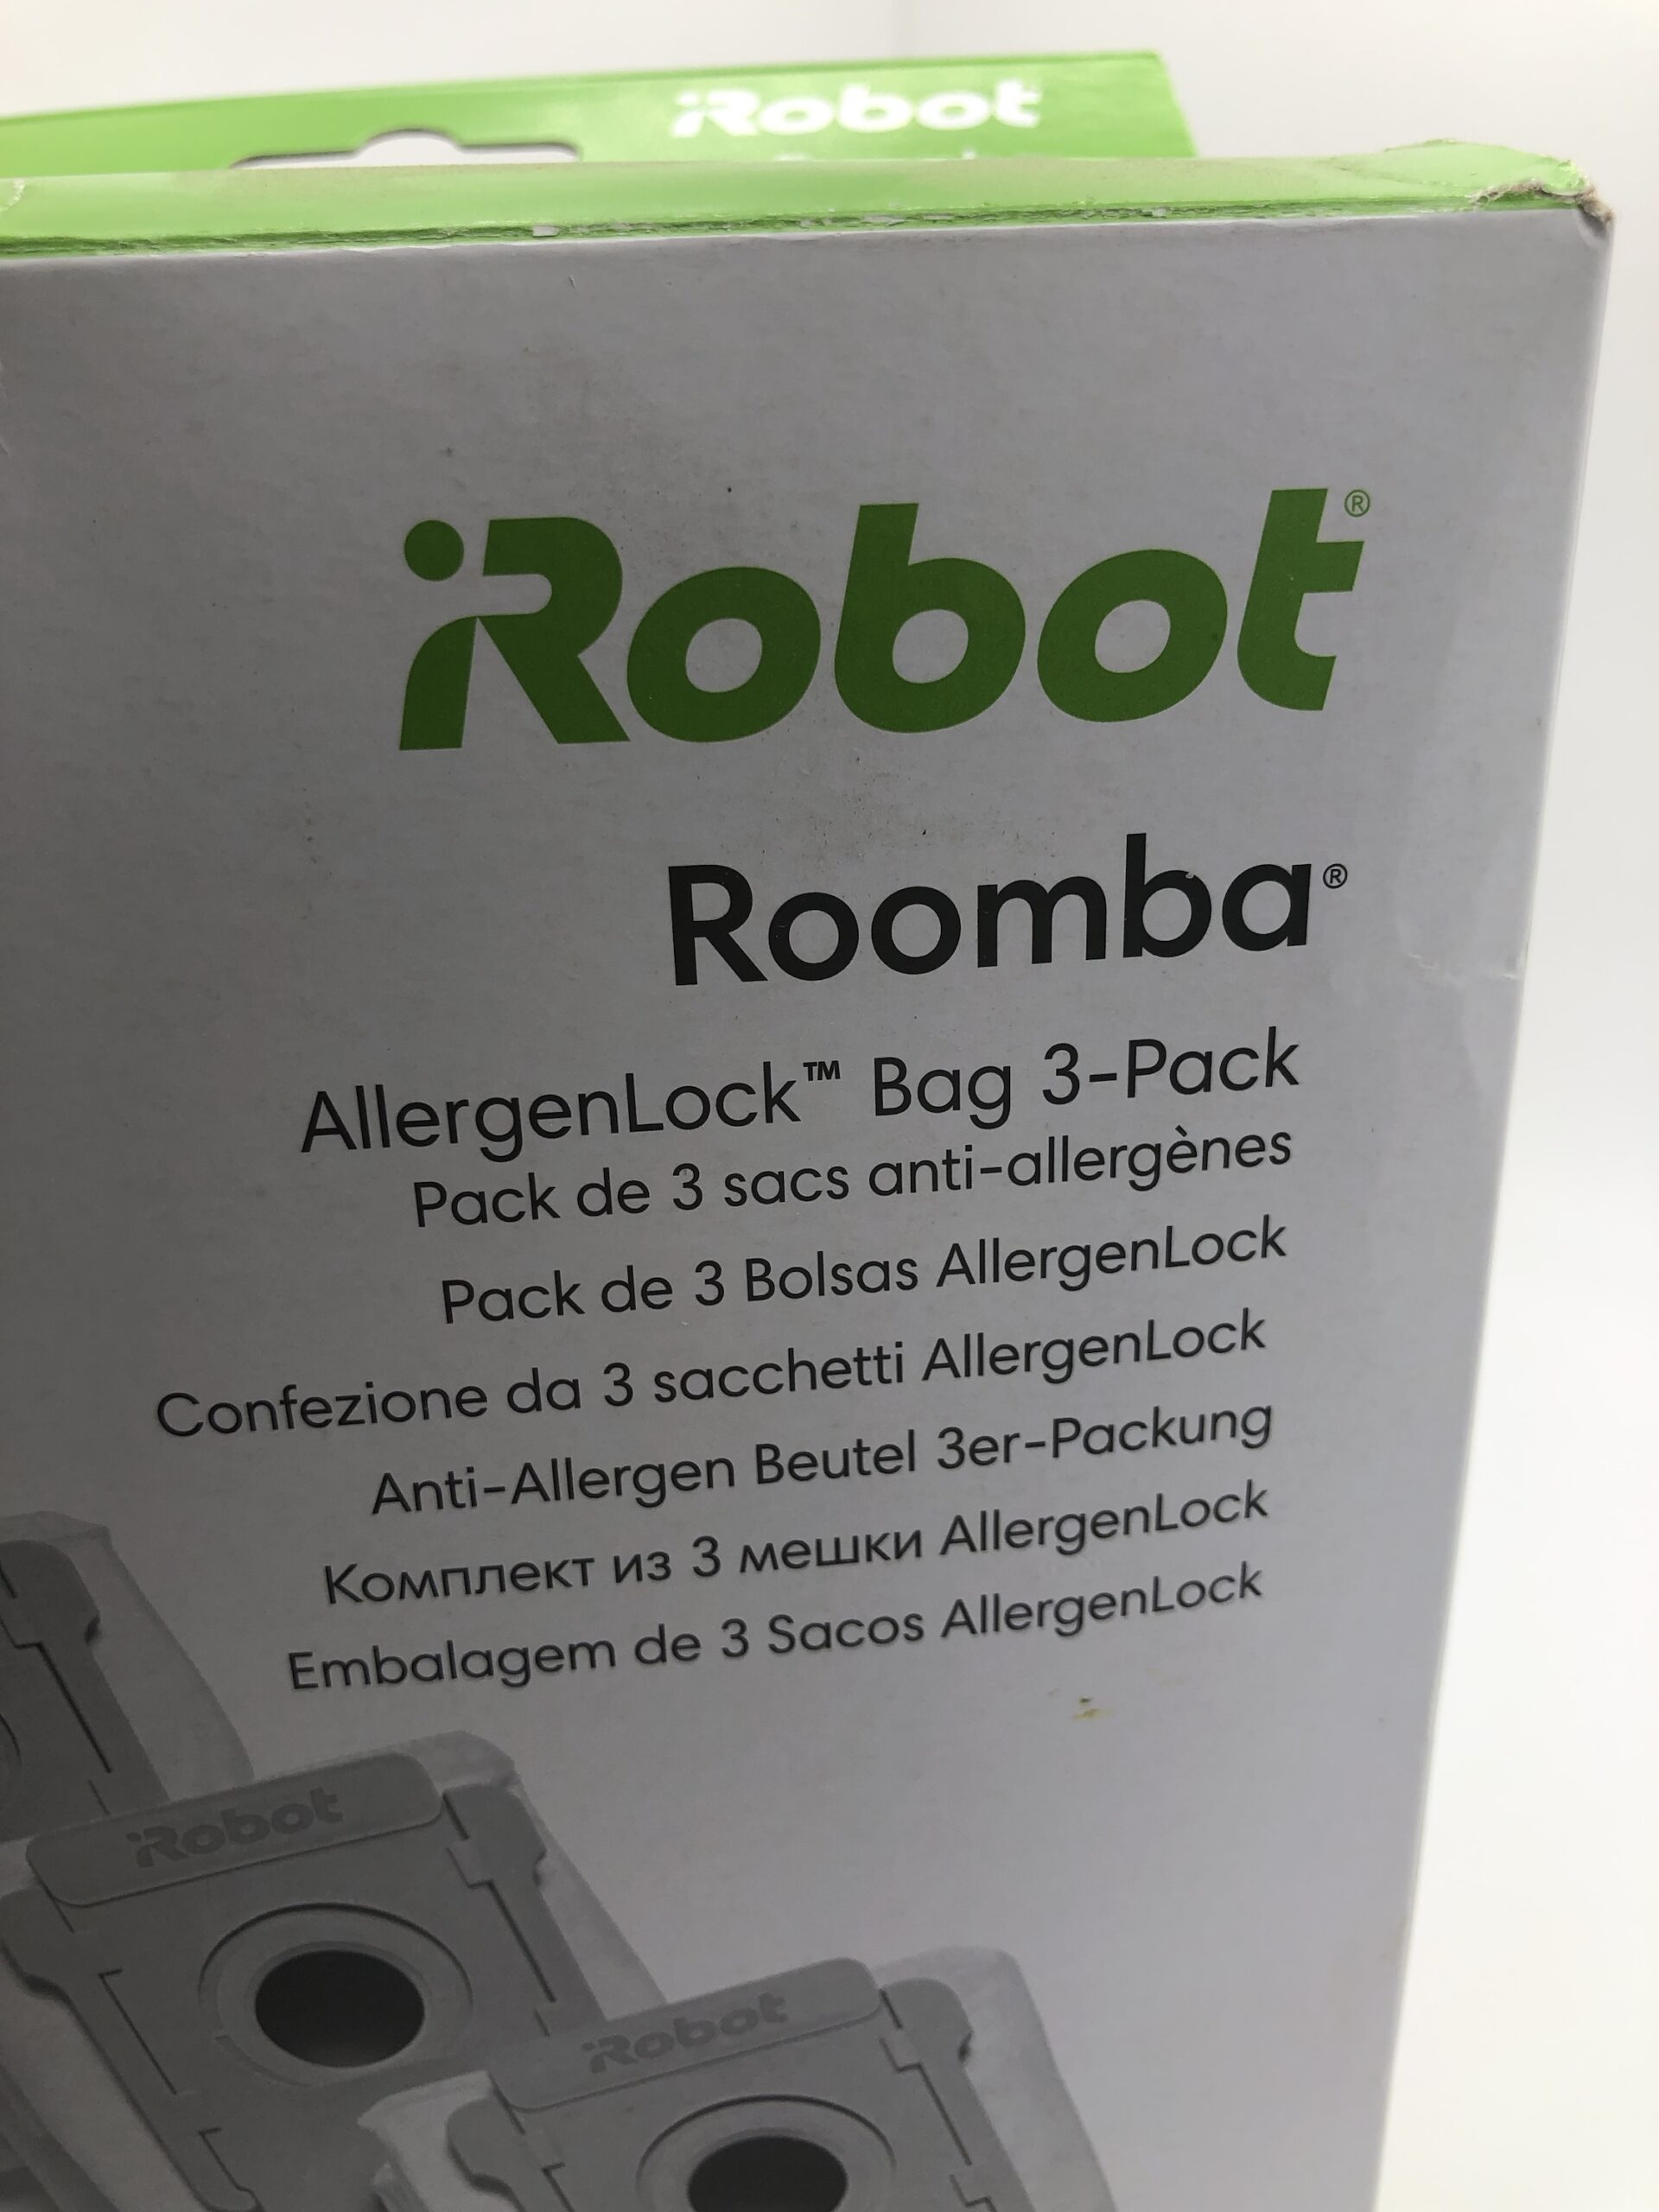 iRobot
iRobot®
Roomba®
AllergenLock™ Bag 3-Pack
Pack de 3 sacs anti-allergènes
Pack de 3 Bolsas AllergenLock
Confezione da 3 sacchetti AllergenLock
Anti-Allergen Beutel 3er-Packung
Комплект из 3 мешки AllergenLock
Embalagem de 3 Sacos AllergenLock
iRobot
iRobot